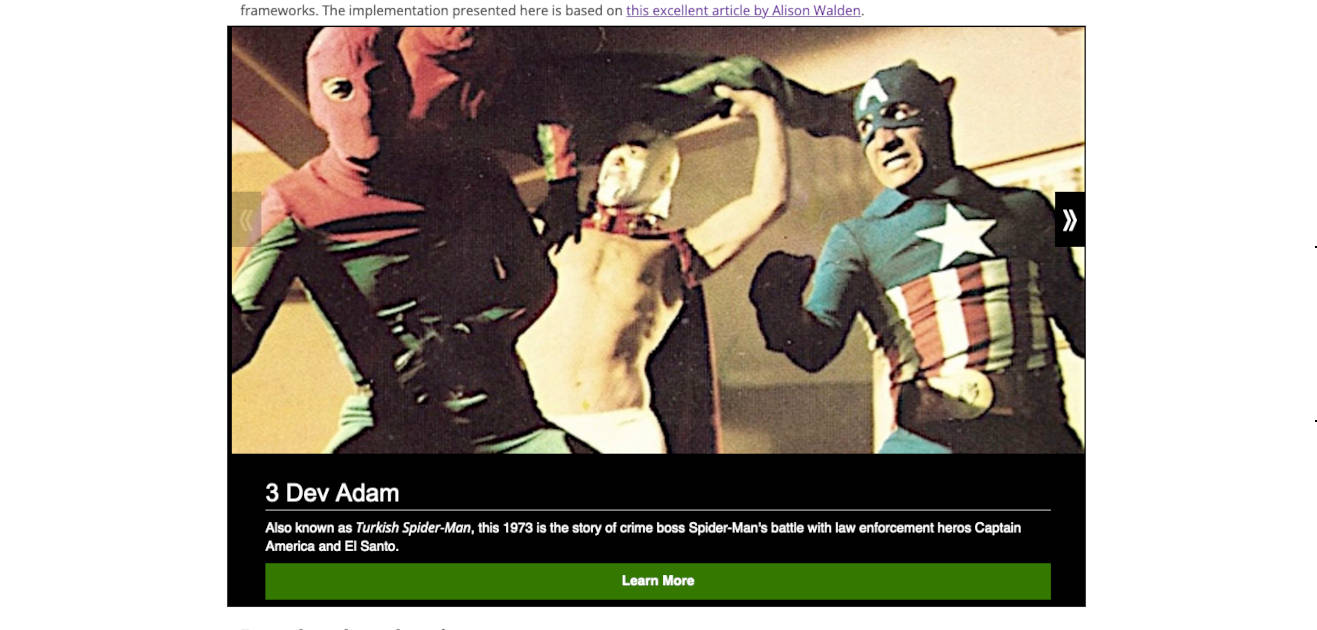 frameworks. The implementation presented here is based on this excellent article by Alison Walden.
A
《
》
3 Dev Adam
Also known as Turkish Spider-Man, this 1973 is the story of crime boss Spider-Man's battle with law enforcement heros Captain
America and El Santo.
Learn More